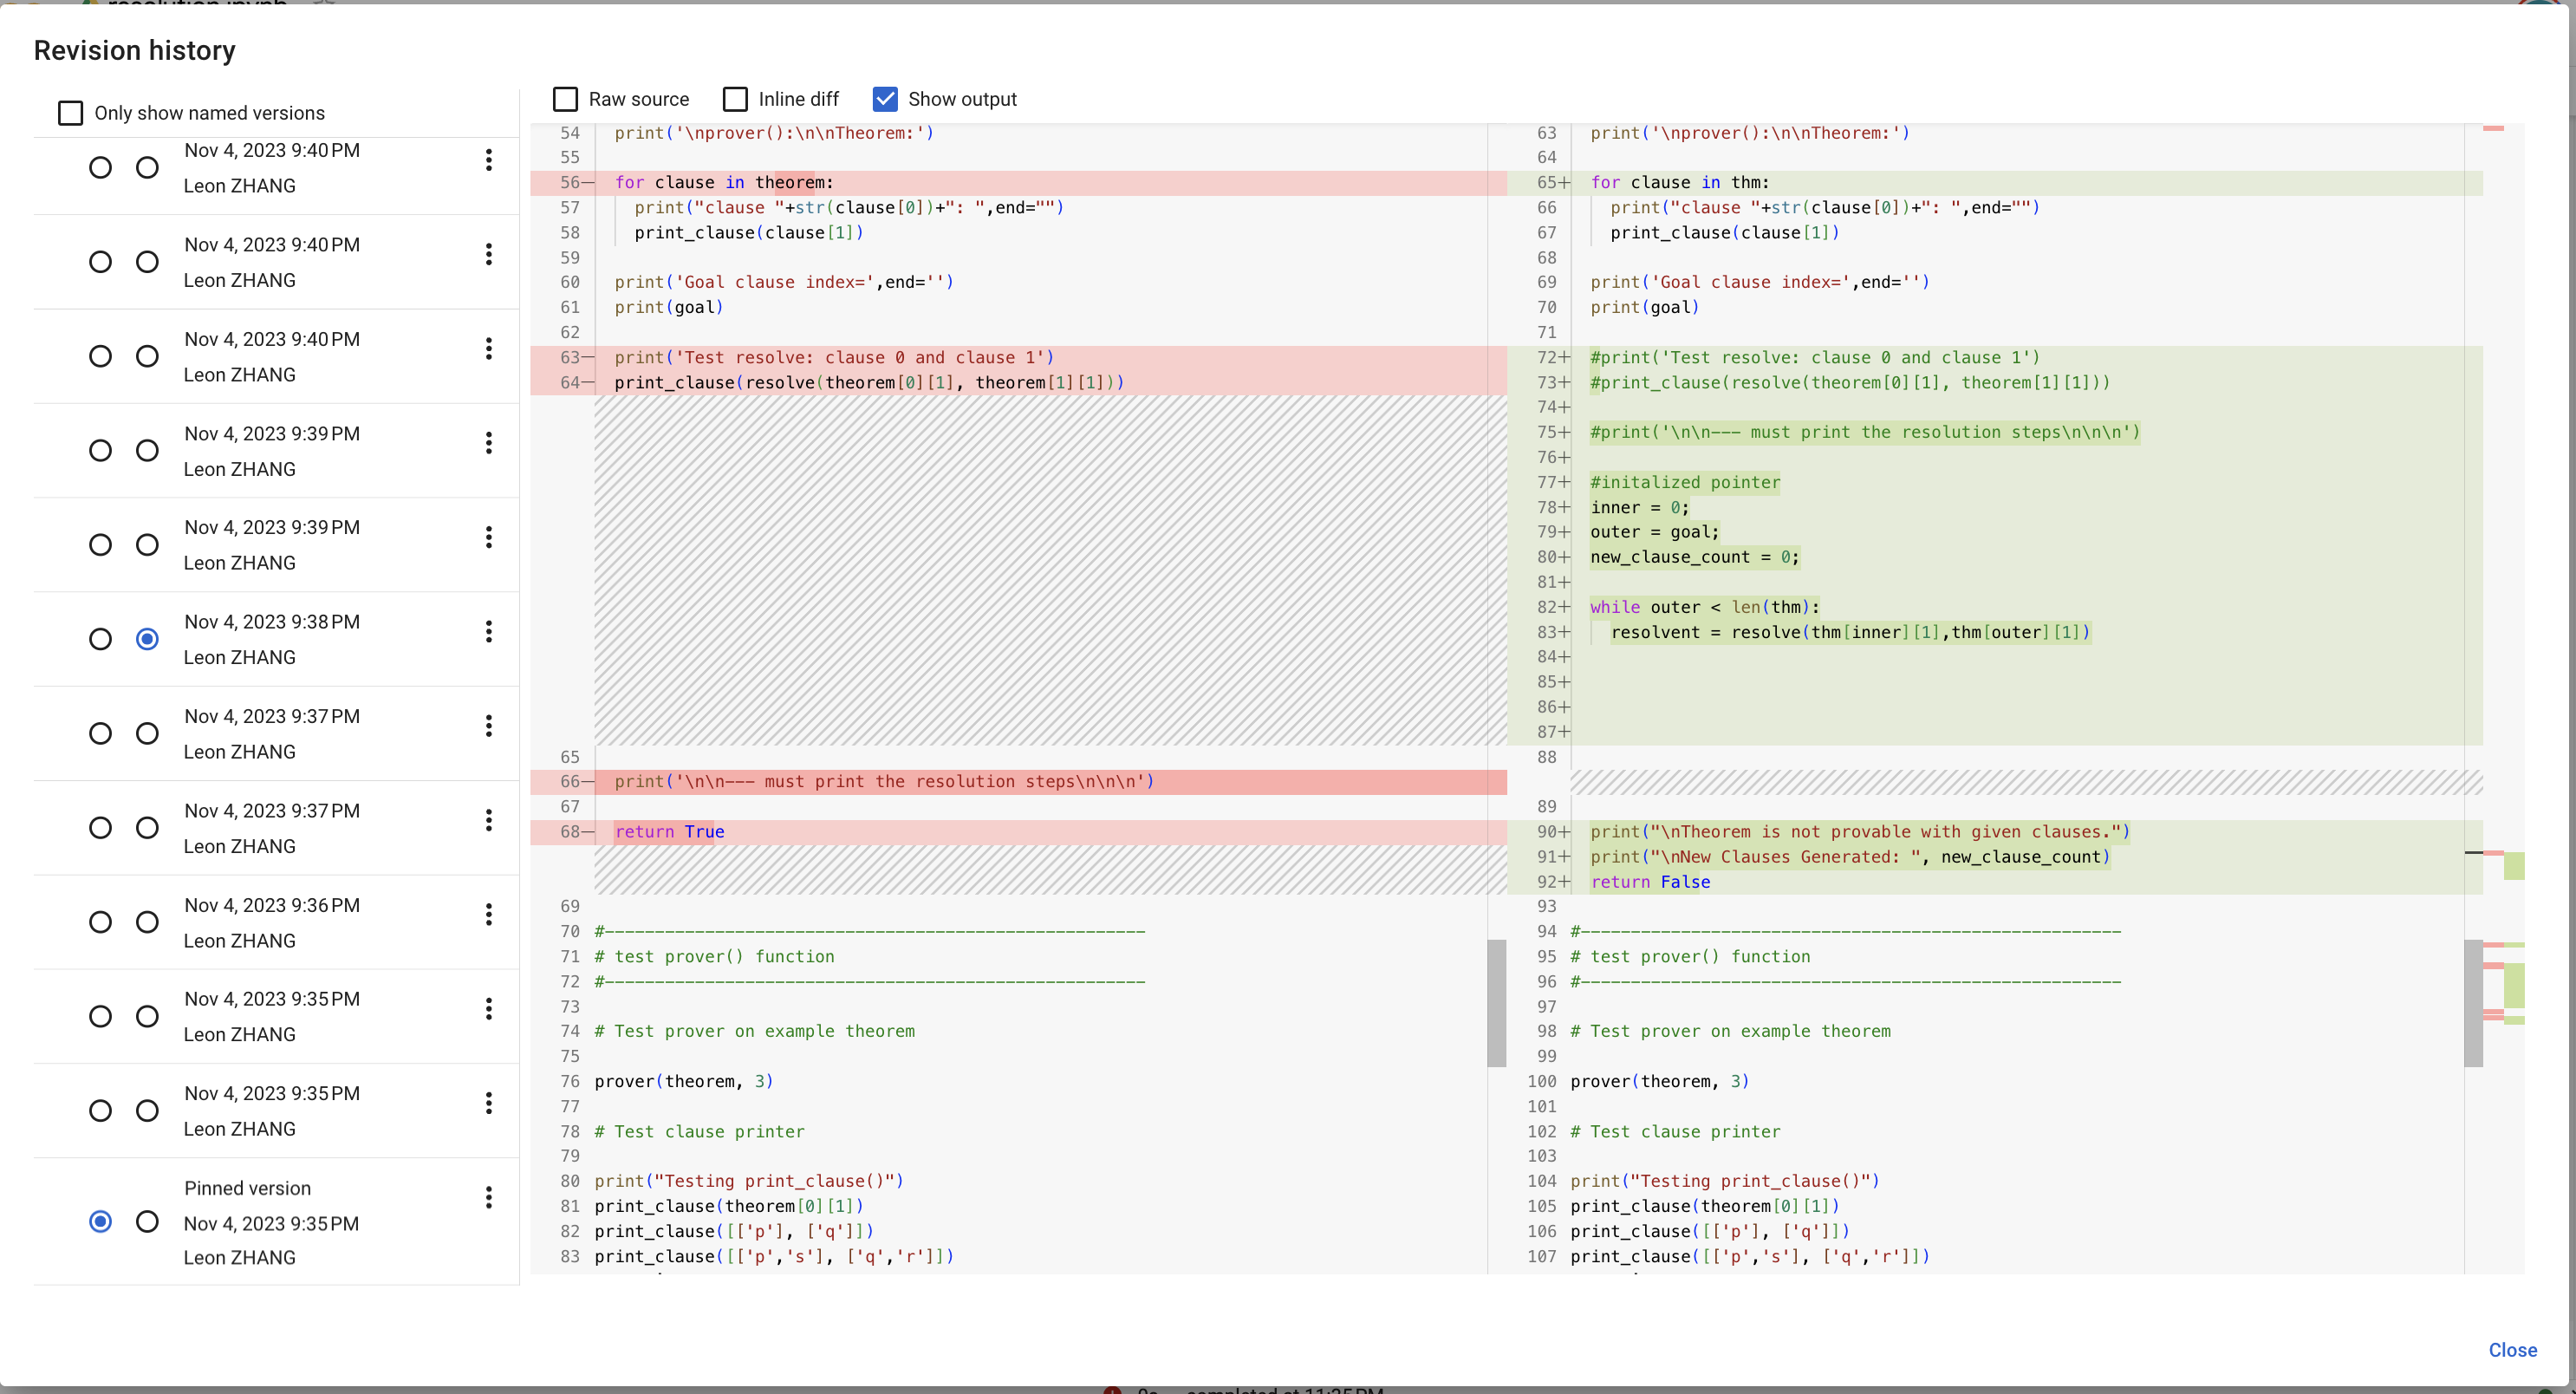 resolution.ipynb
Revision history
Only show named versions
Nov 4, 2023 9:40 PM
Leon ZHANG
Nov 4, 2023 9:40 PM
Leon ZHANG
Nov 4, 2023 9:40 PM
Leon ZHANG
Nov 4, 2023 9:39 PM
Leon ZHANG
Nov 4, 2023 9:39 PM
Leon ZHANG
Nov 4, 2023 9:38 PM
Leon ZHANG
Nov 4, 2023 9:37 PM
Leon ZHANG
Nov 4, 2023 9:37 PM
Leon ZHANG
Nov 4, 2023 9:36 PM
Leon ZHANG
Nov 4, 2023 9:35 PM
Leon ZHANG
Nov 4, 2023 9:35 PM
Leon ZHANG
Pinned version
Nov 4, 2023 9:35 PM
Leon ZHANG
Raw source Inline diff Show output
54 print('\nprover():\n\nTheorem:')
55
56— for clause in theorem:
57 print("clause "+str(clause[0])+": ",end="")
58 print_clause(clause[1])
59
60 print('Goal clause index=',end='')
61 print(goal)
62
63— print('Test resolve: clause 0 and clause 1')
64— print_clause(resolve(theorem[0][1], theorem[1][1]))
65
66— print('\n\n--- must print the resolution steps\n\n\n')
67
68— return True
69
70 #------------------------------------------------------
71 # test prover() function
72 #------------------------------------------------------
73
74 # Test prover on example theorem
75
76 prover(theorem, 3)
77
78 # Test clause printer
79
80 print("Testing print_clause()")
81 print_clause(theorem[0][1])
82 print_clause([['p'], ['q']])
83 print_clause([['p','s'], ['q','r']])
63 print('\nprover():\n\nTheorem:')
64
65+ for clause in thm:
66 print("clause "+str(clause[0])+": ",end="")
67 print_clause(clause[1])
68
69 print('Goal clause index=',end='')
70 print(goal)
71
72+ #print('Test resolve: clause 0 and clause 1')
73+ #print_clause(resolve(theorem[0][1], theorem[1][1]))
74+
75+ #print('\n\n--- must print the resolution steps\n\n\n')
76+
77+ #initalized pointer
78+ inner = 0;
79+ outer = goal;
80+ new_clause_count = 0;
81+
82+ while outer < len(thm):
83+ resolvent = resolve(thm[inner][1],thm[outer][1])
84+
85+
86+
87+
88
89
90+ print("\nTheorem is not provable with given clauses.")
91+ print("\nNew Clauses Generated: ", new_clause_count)
92+ return False
93
94 #------------------------------------------------------
95 # test prover() function
96 #------------------------------------------------------
97
98 # Test prover on example theorem
99
100 prover(theorem, 3)
101
102 # Test clause printer
103
104 print("Testing print_clause()")
105 print_clause(theorem[0][1])
106 print_clause([['p'], ['q']])
107 print_clause([['p','s'], ['q','r']])
Close
0s completed at 11:25 PM